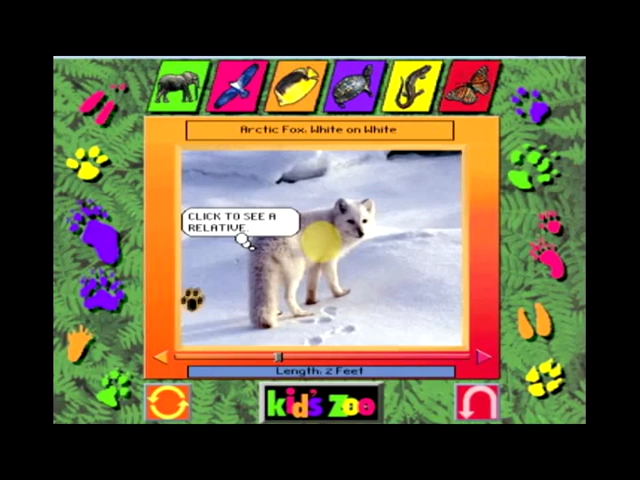 Arctic Fox: White on White
CLICK TO SEE A
RELATIVE.
Length: 2 Feet
kid's Zoo